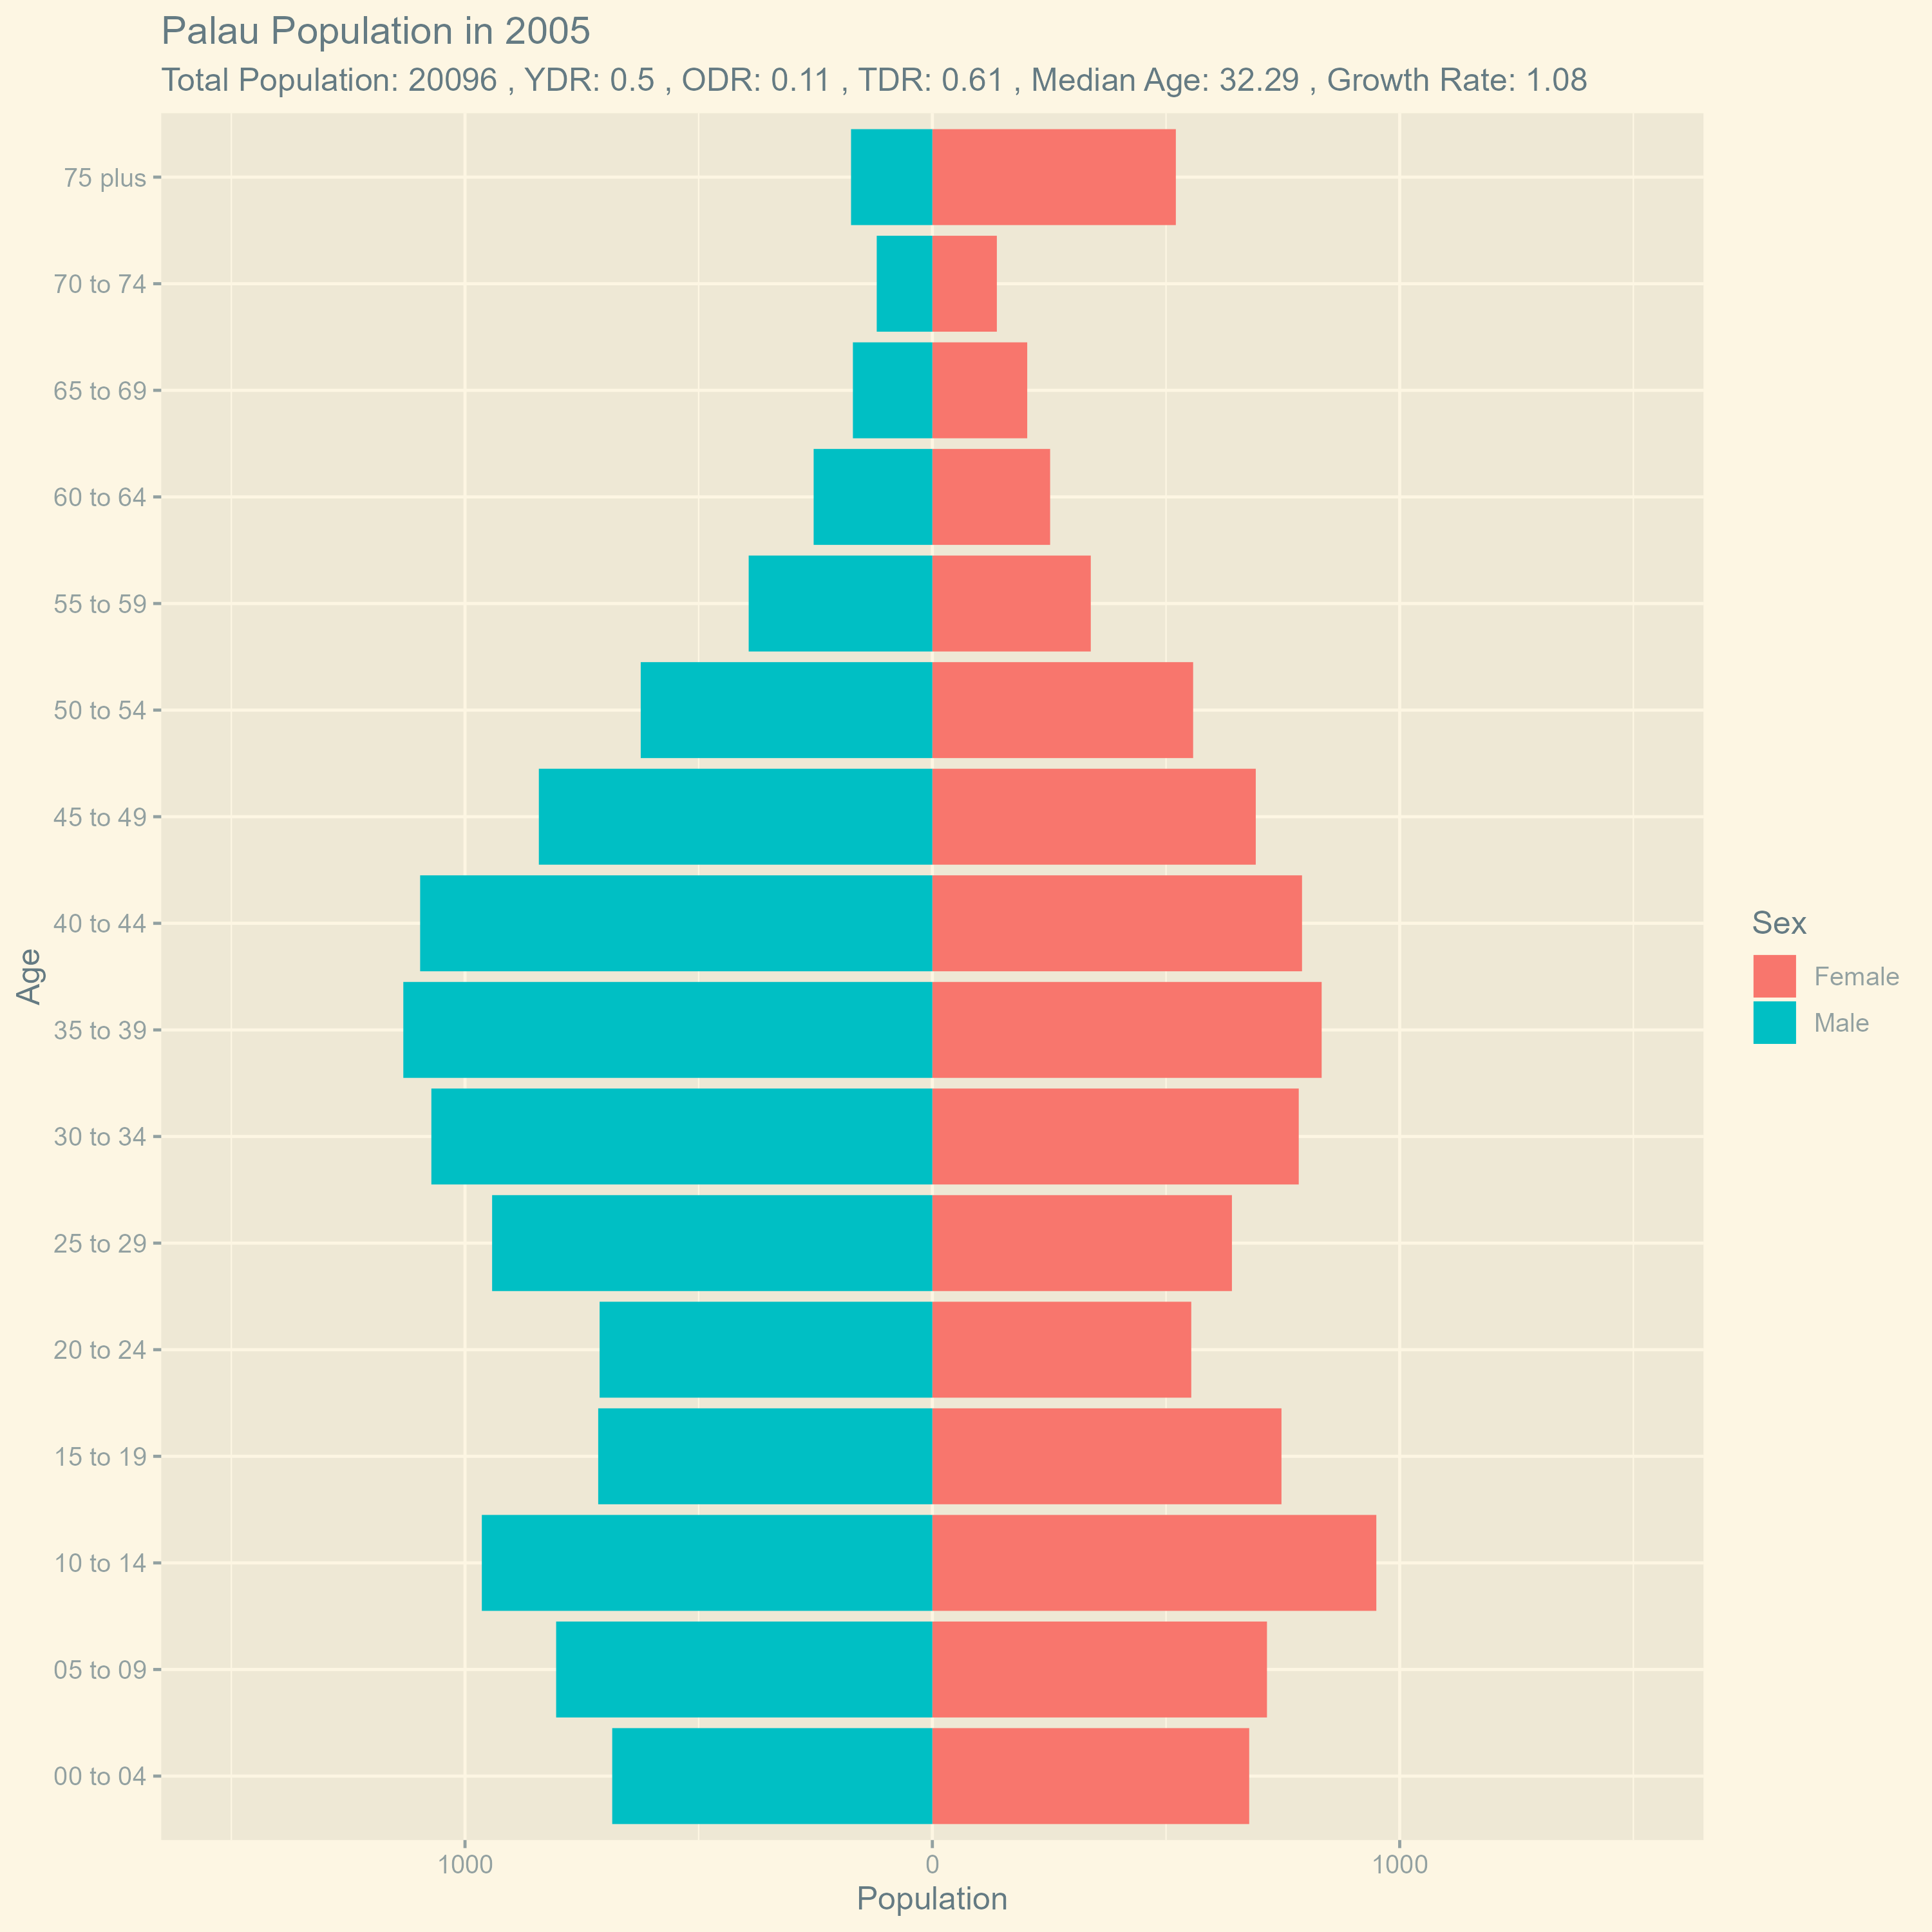 Palau Population in 2005
Total Population: 20096 , YDR: 0.5 , ODR: 0.11 , TDR: 0.61 , Median Age: 32.29 , Growth Rate: 1.08
75 plus
70 to 74
65 to 69
60 to 64
55 to 59
50 to 54
45 to 49
40 to 44
35 to 39
30 to 34
25 to 29
20 to 24
15 to 19
10 to 14
05 to 09
00 to 04
Age
1000
0
1000
Population
Sex
Female
Male